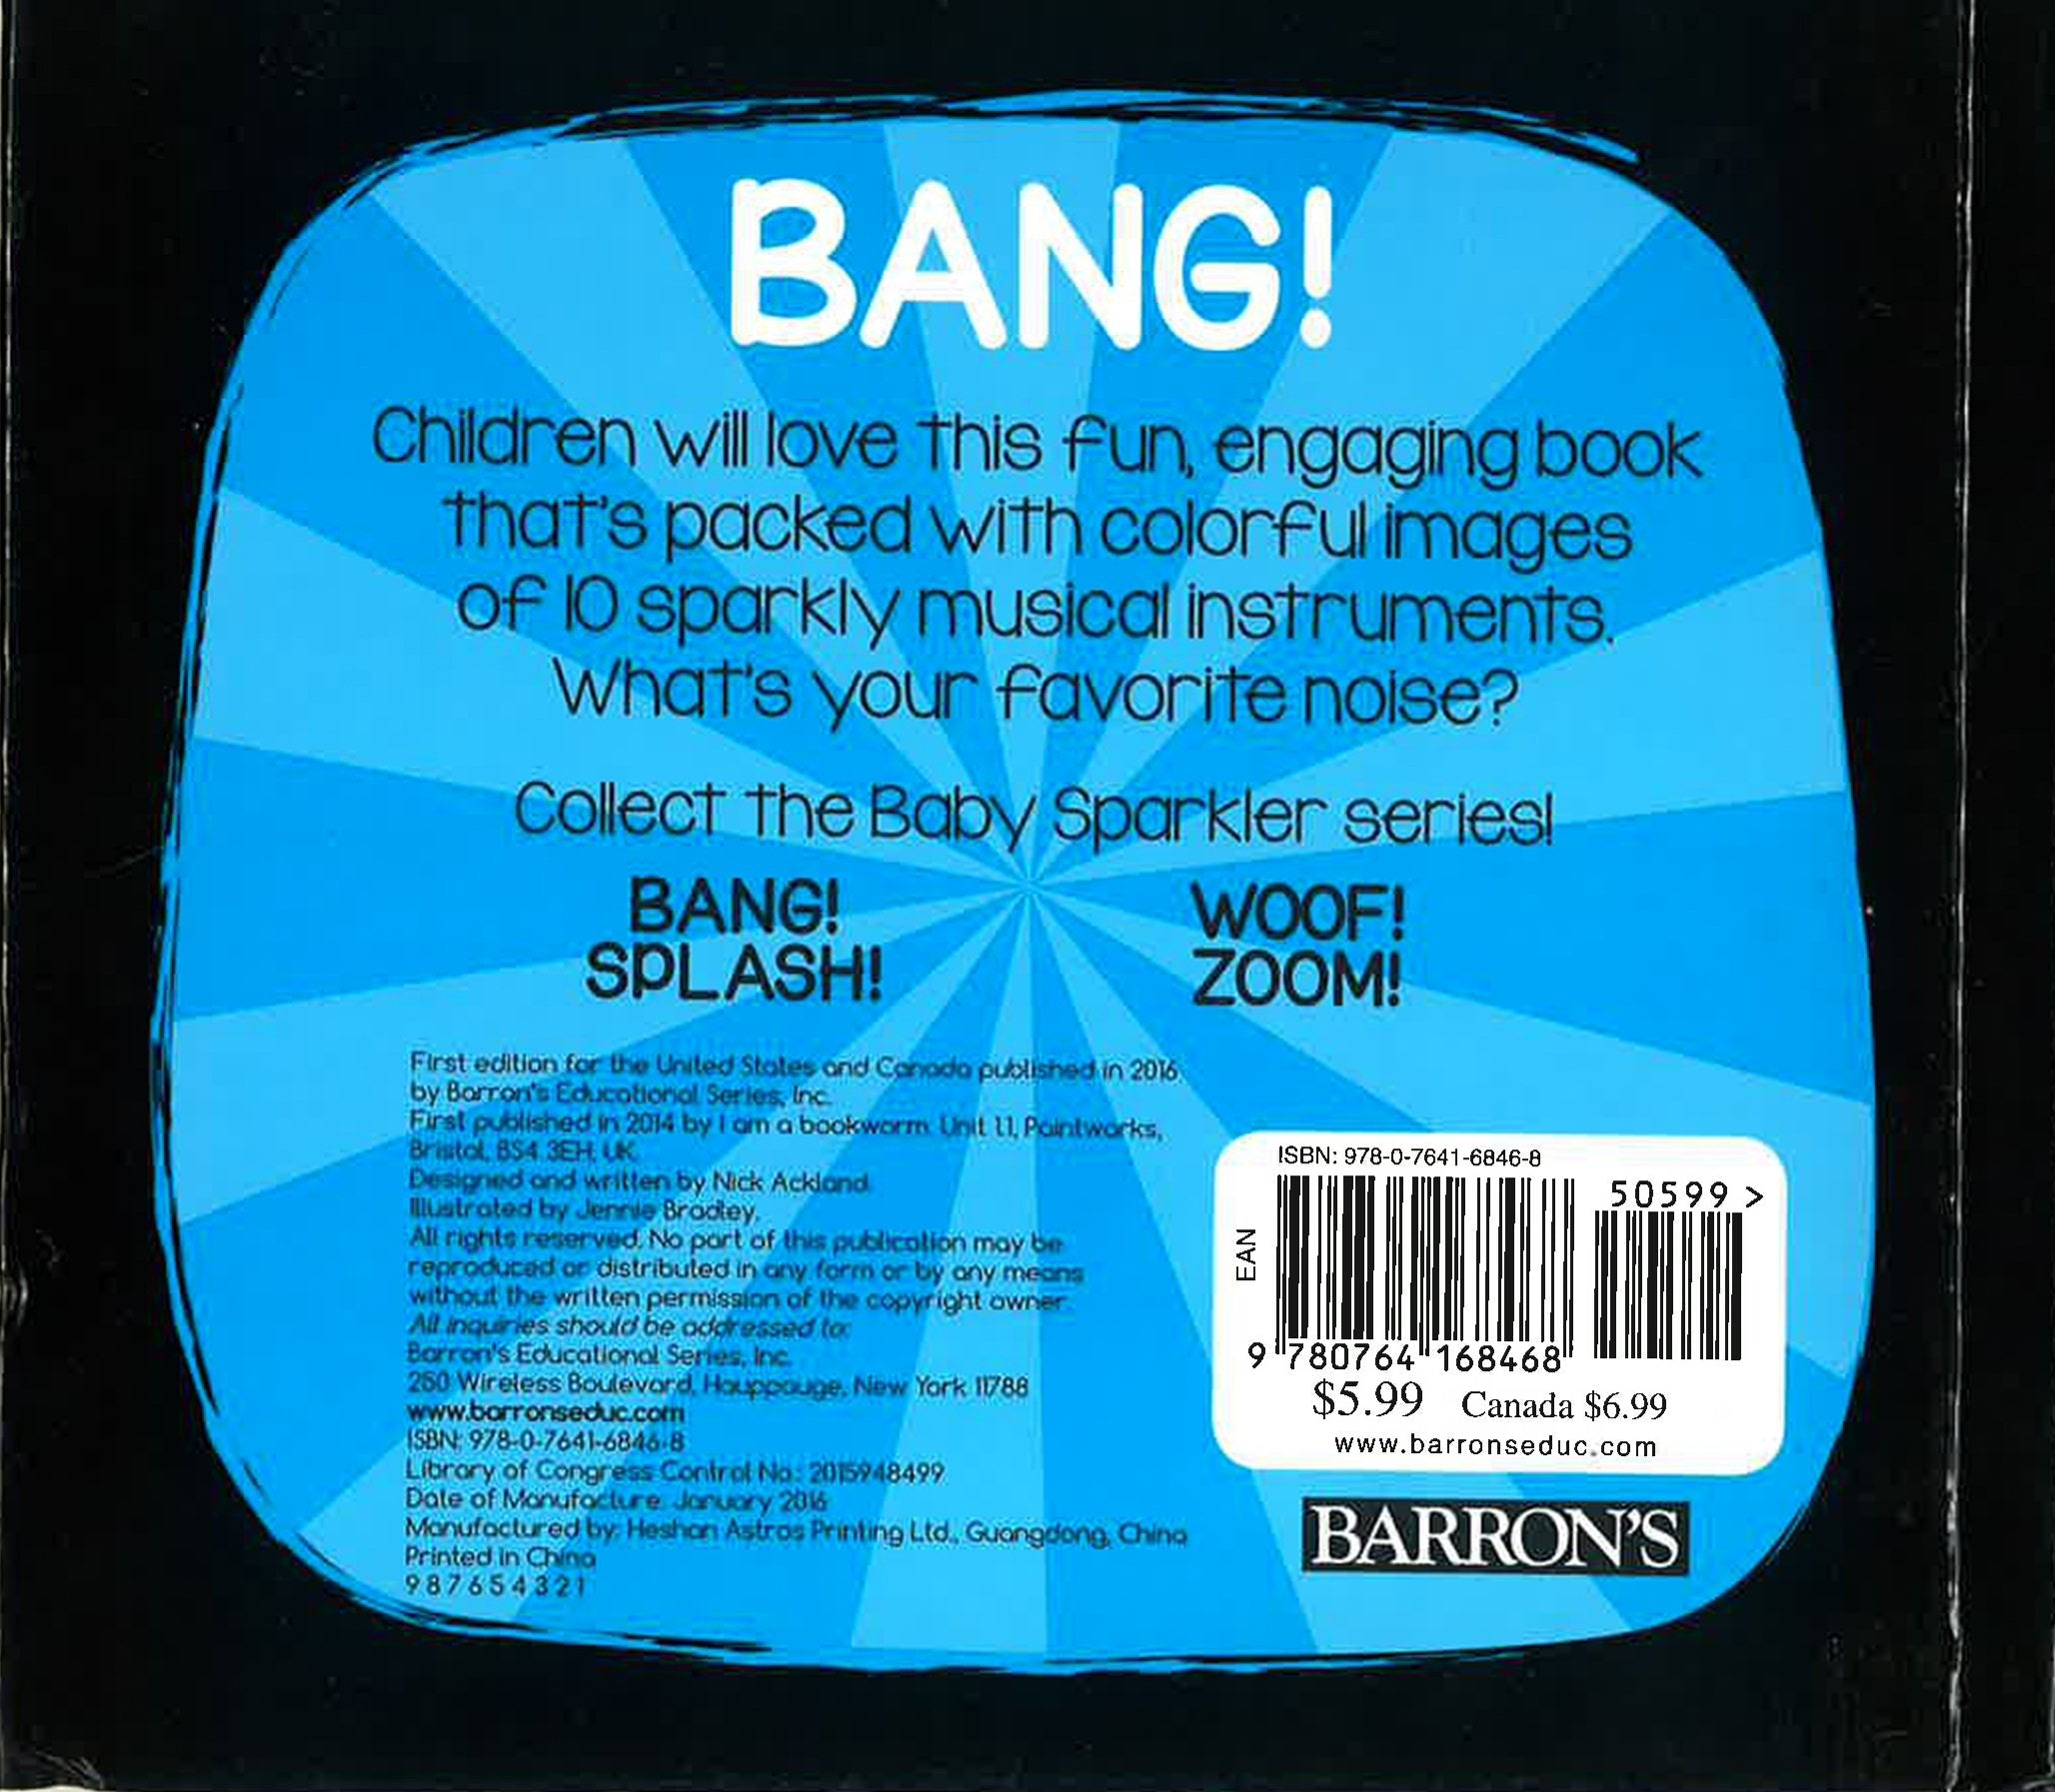 BANG!
Children will love this fun, engaging book
that's packed with colorful images
of 10 sparkly musical instruments.
What's your favorite noise?
Collect the Baby Sparkler series!
BANG!
SPLASH!
WOOF!
ZOOM!
First edition for the United States and Canada published in 2016
by Barron's Educational Series, Inc.
First published in 2014 by I am a bookworm. Unit 1.1, Paintworks,
Bristol, BS4 3EH, UK.
Designed and written by Nick Ackland.
Illustrated by Jennie Bradley.
All rights reserved. No part of this publication may be
reproduced or distributed in any form or by any means
without the written permission of the copyright owner.
All inquiries should be addressed to:
Barron's Educational Series, Inc.
250 Wireless Boulevard, Hauppauge, New York 11788
www.barronseduc.com
ISBN: 978-0-7641-6846-8
Library of Congress Control No.: 2015948499
Date of Manufacture: January 2016
Manufactured by: Heshan Astros Printing Ltd., Guangdong, China
Printed in China
9 8 7 6 5 4 3 2 1
ISBN: 978-0-7641-6846-8
50599 >
EAN
9 780764 168468
$5.99 Canada $6.99
www.barronseduc.com
BARRON'S